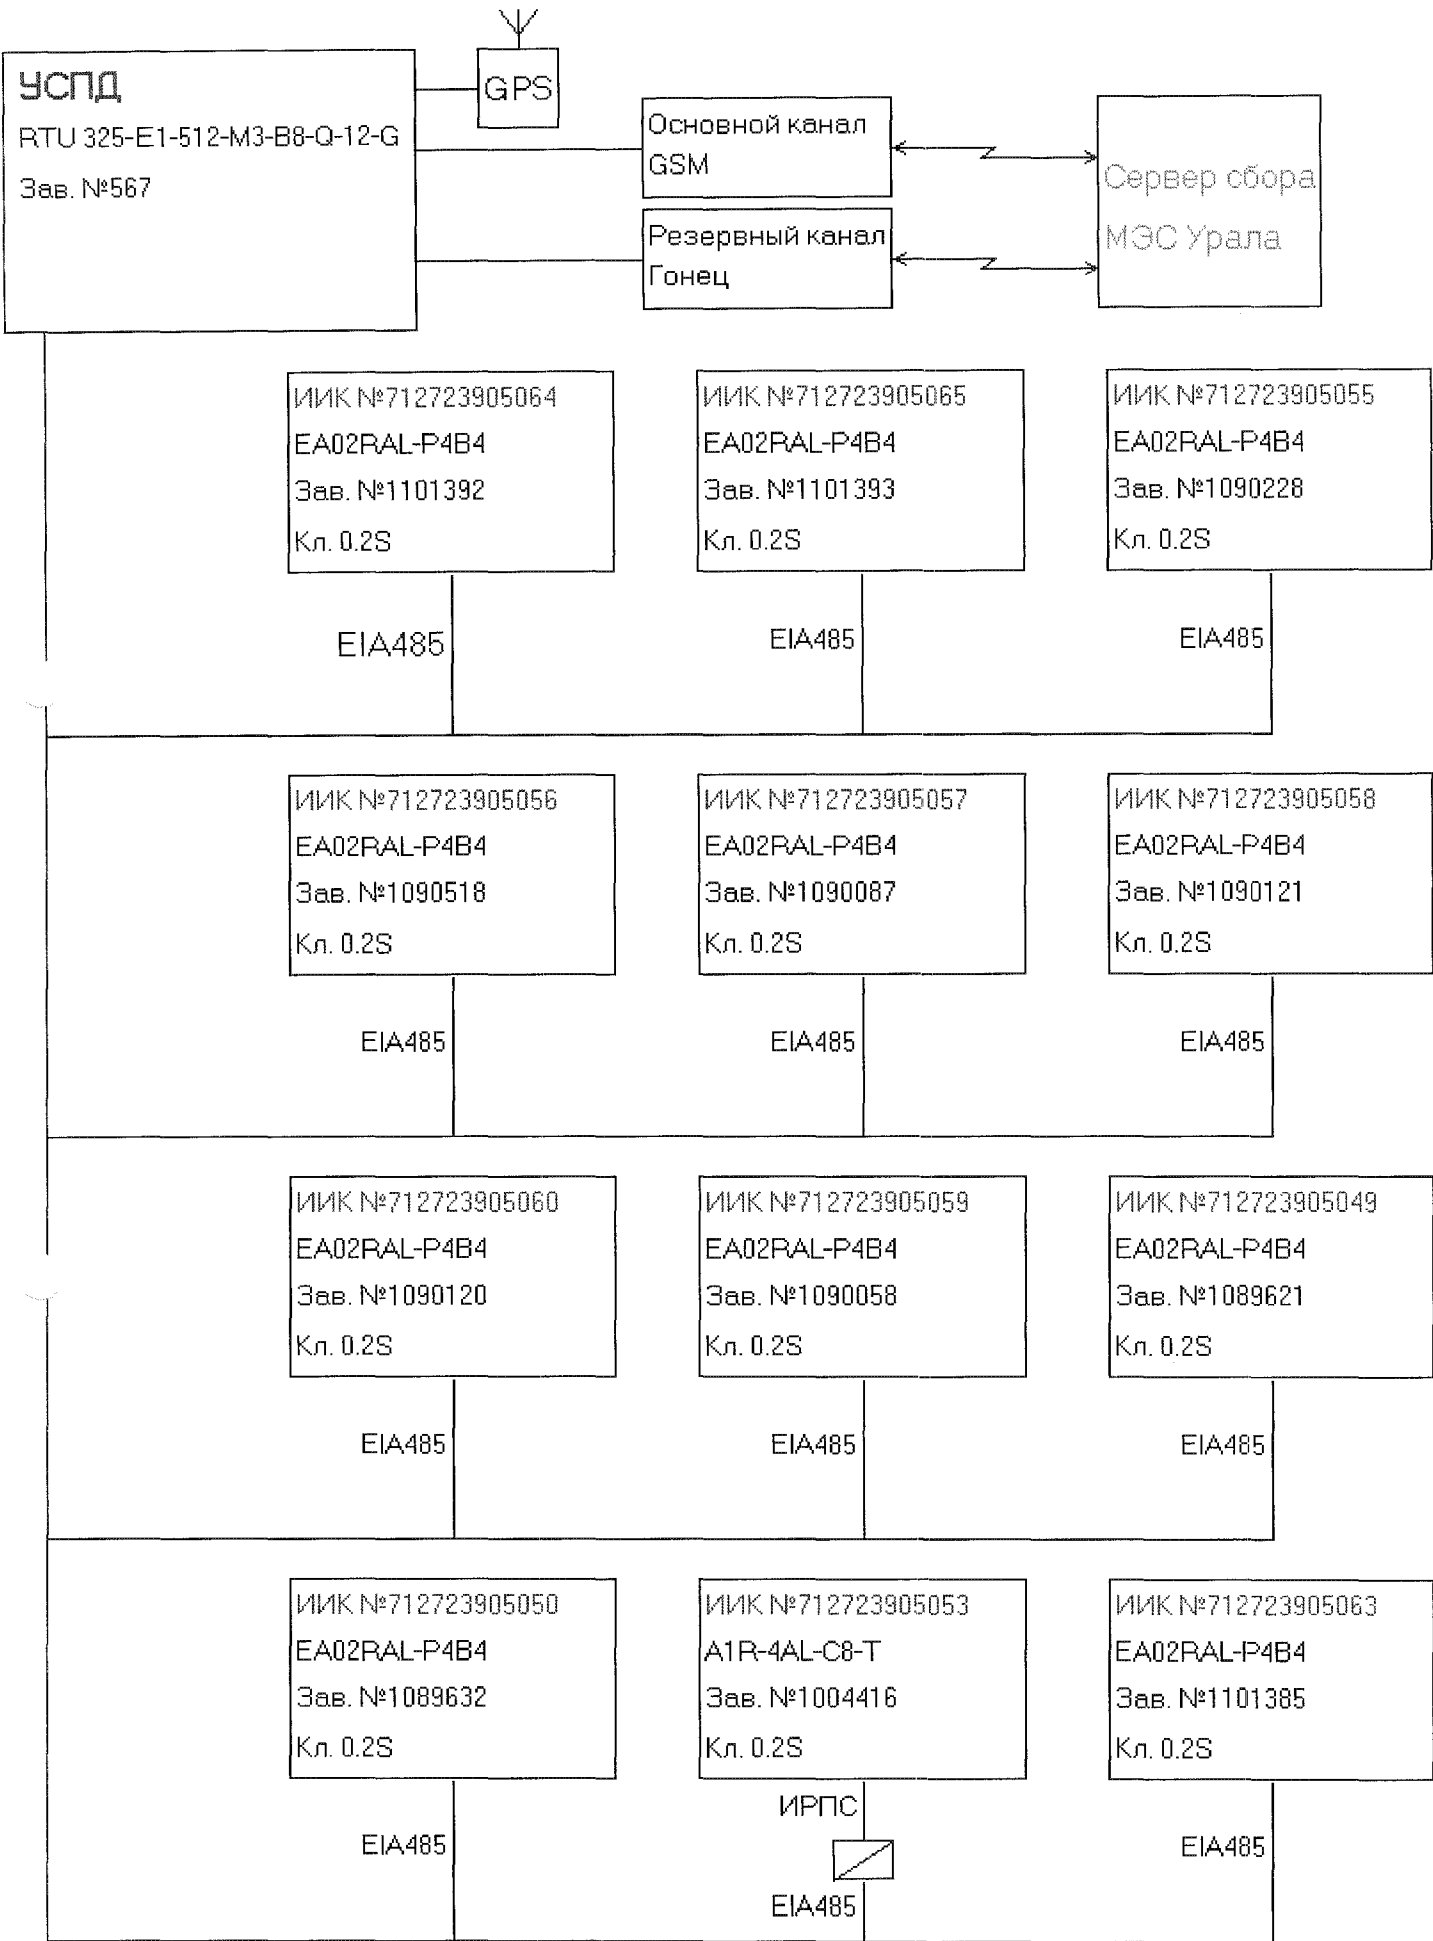 УСПД
RTU 325-E1-512-M3-B8-Q-12-G
Зав. №567
GPS
Основной канал
GSM
Резервный канал
Гонец
Сервер сбора
МЭС Урала
ИИК №712723905064
EA02RAL-P4B4
Зав. №1101392
Кл. 0.2S
EIA485
ИИК №712723905065
EA02RAL-P4B4
Зав. №1101393
Кл. 0.2S
EIA485
ИИК №712723905055
EA02RAL-P4B4
Зав. №1090228
Кл. 0.2S
EIA485
ИИК №712723905056
EA02RAL-P4B4
Зав. №1090518
Кл. 0.2S
EIA485
ИИК №712723905057
EA02RAL-P4B4
Зав. №1090087
Кл. 0.2S
EIA485
ИИК №712723905058
EA02RAL-P4B4
Зав. №1090121
Кл. 0.2S
EIA485
ИИК №712723905060
EA02RAL-P4B4
Зав. №1090120
Кл. 0.2S
EIA485
ИИК №712723905059
EA02RAL-P4B4
Зав. №1090058
Кл. 0.2S
EIA485
ИИК №712723905049
EA02RAL-P4B4
Зав. №1089621
Кл. 0.2S
EIA485
ИИК №712723905050
EA02RAL-P4B4
Зав. №1089632
Кл. 0.2S
EIA485
ИИК №712723905053
A1R-4AL-C8-T
Зав. №1004416
Кл. 0.2S
ИРПС
EIA485
ИИК №712723905063
EA02RAL-P4B4
Зав. №1101385
Кл. 0.2S
EIA485